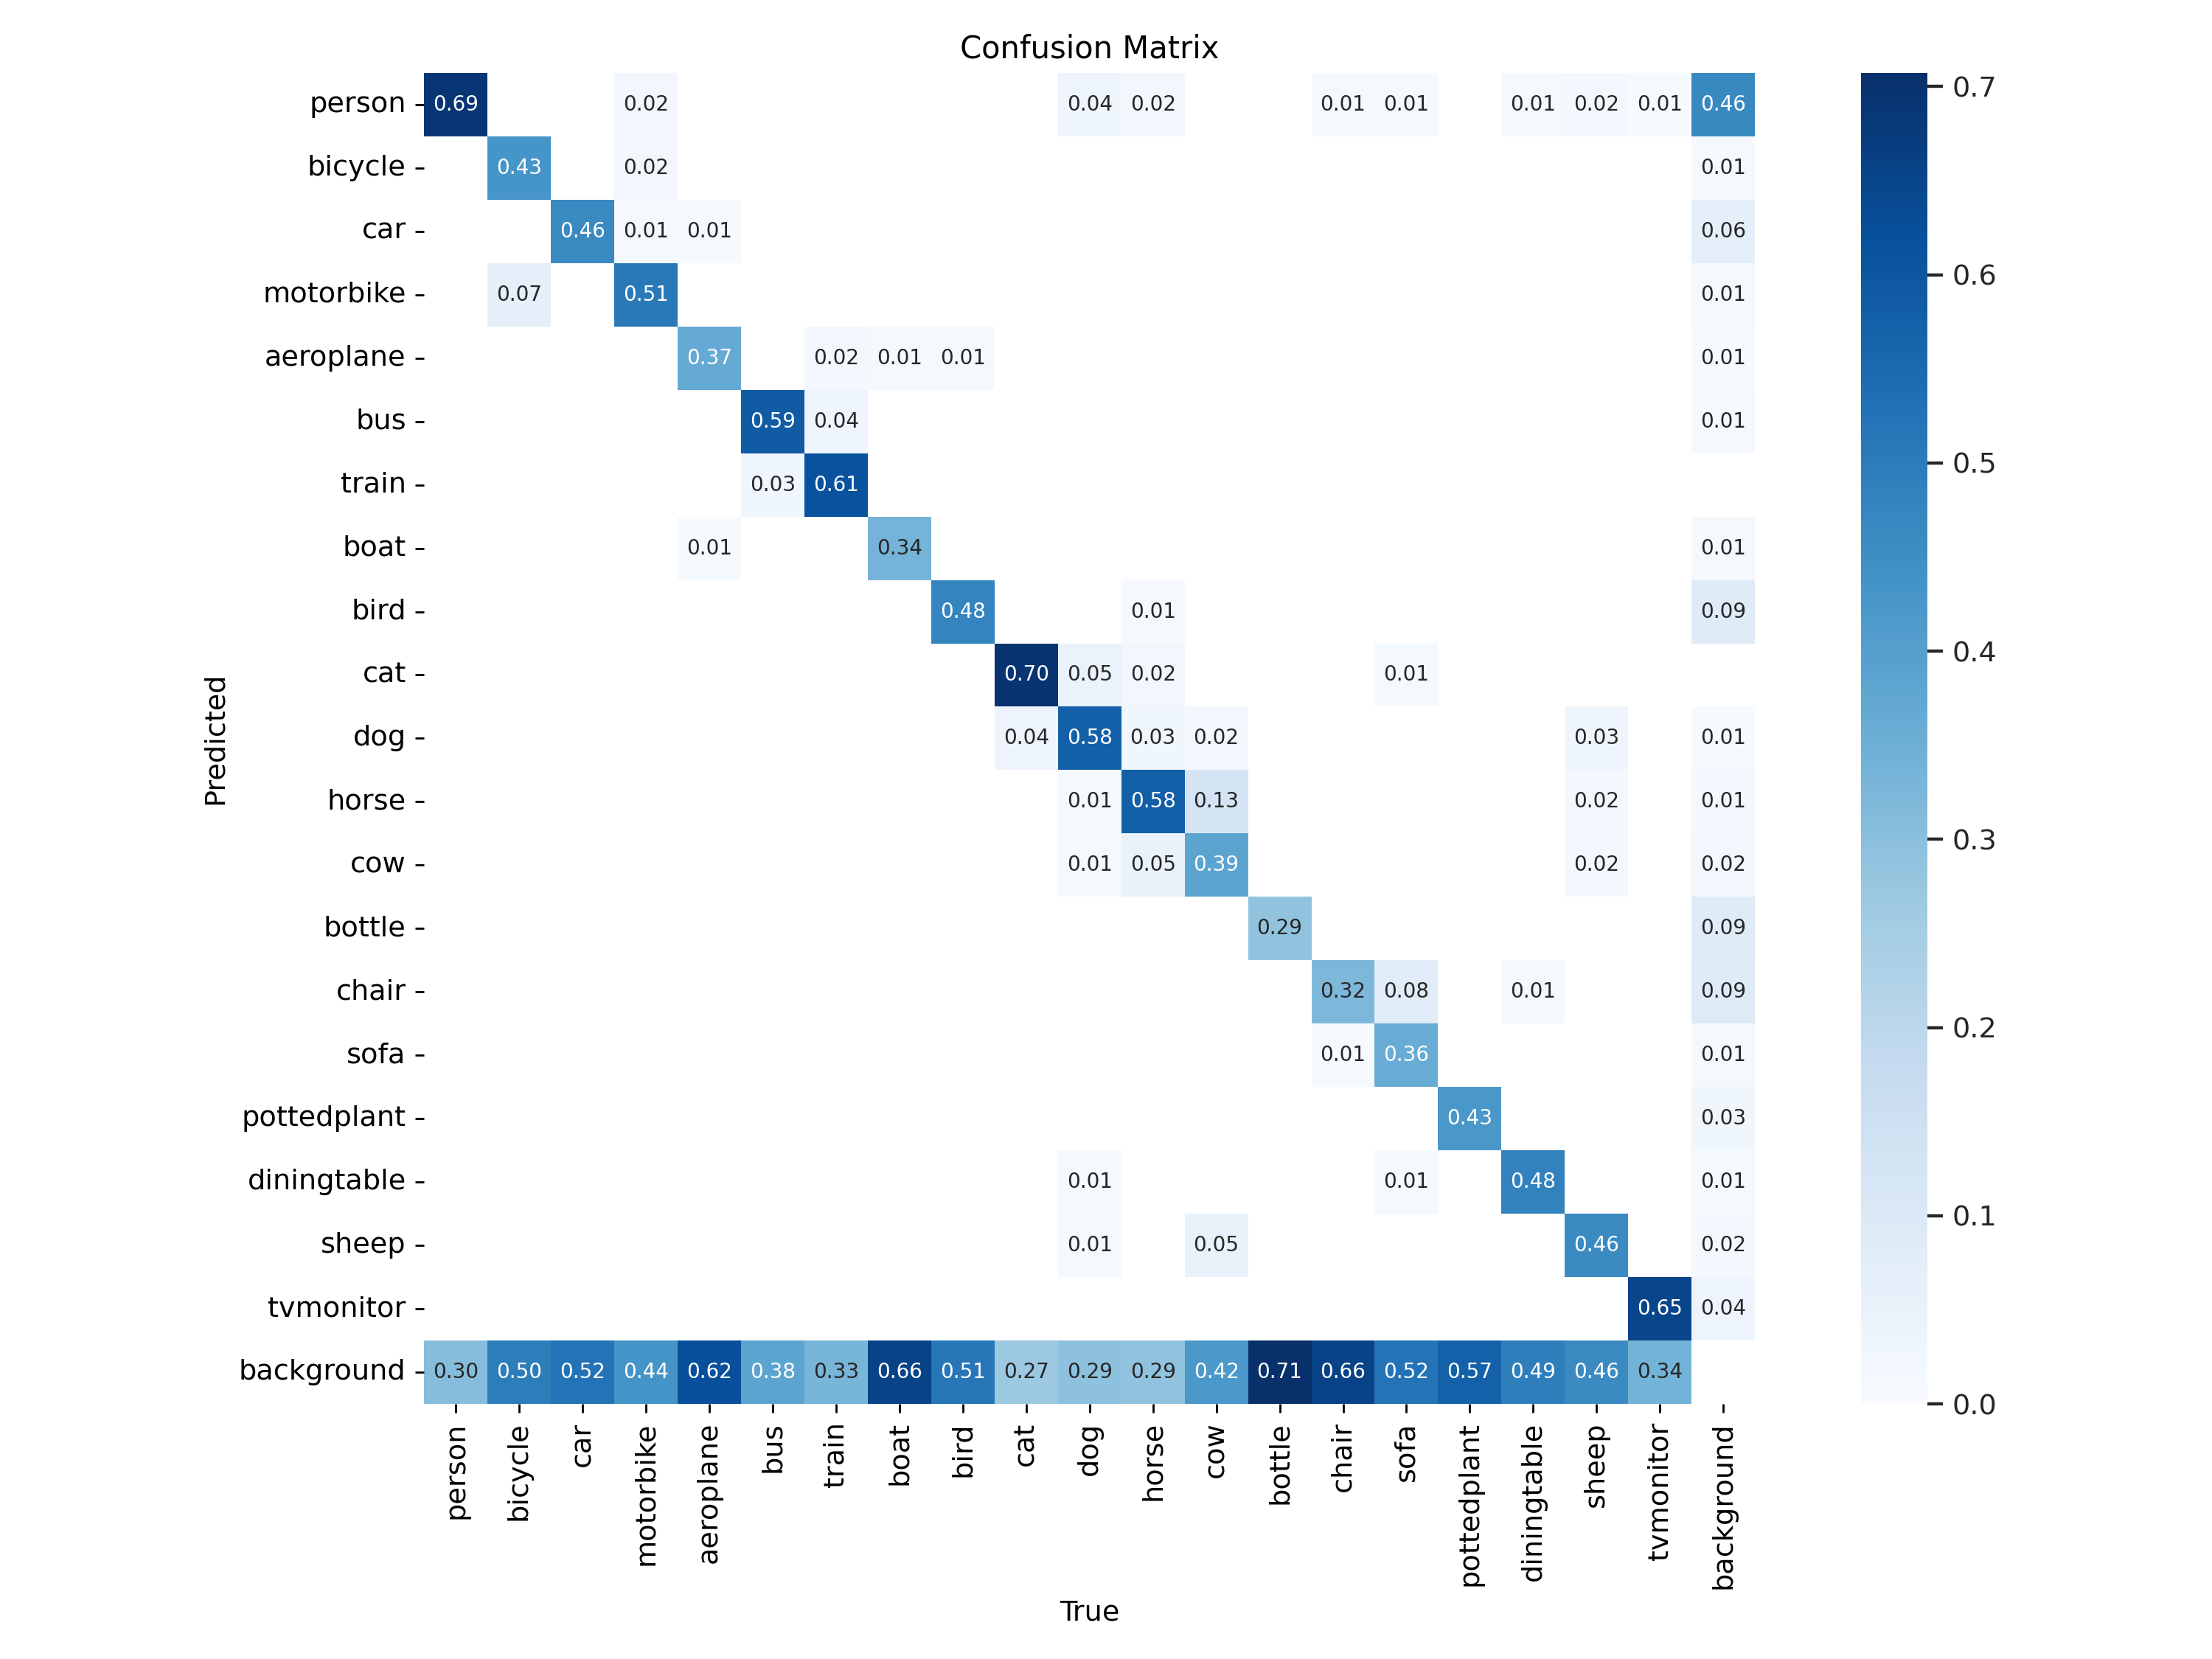 Confusion Matrix
person 0.69 0.02 0.04 0.02 0.01 0.01 0.01 0.02 0.01 0.46
bicycle 0.43 0.02 0.01
car 0.46 0.01 0.01 0.06
motorbike 0.07 0.51 0.01
aeroplane 0.37 0.02 0.01 0.01 0.01
bus 0.59 0.04 0.01
train 0.03 0.61
boat 0.01 0.34 0.01
bird 0.48 0.01 0.09
cat 0.70 0.05 0.02 0.01
dog 0.04 0.58 0.03 0.02 0.03 0.01
horse 0.01 0.58 0.13 0.02 0.01
cow 0.01 0.05 0.39 0.02 0.02
bottle 0.29 0.09
chair 0.32 0.08 0.01 0.09
sofa 0.01 0.36 0.01
pottedplant 0.43 0.03
diningtable 0.01 0.01 0.48 0.01
sheep 0.01 0.05 0.46 0.02
tvmonitor 0.65 0.04
background 0.30 0.50 0.52 0.44 0.62 0.38 0.33 0.66 0.51 0.27 0.29 0.29 0.42 0.71 0.66 0.52 0.57 0.49 0.46 0.34
person bicycle car motorbike aeroplane bus train boat bird cat dog horse cow bottle chair sofa pottedplant diningtable sheep tvmonitor background
True
Predicted
0.7
0.6
0.5
0.4
0.3
0.2
0.1
0.0